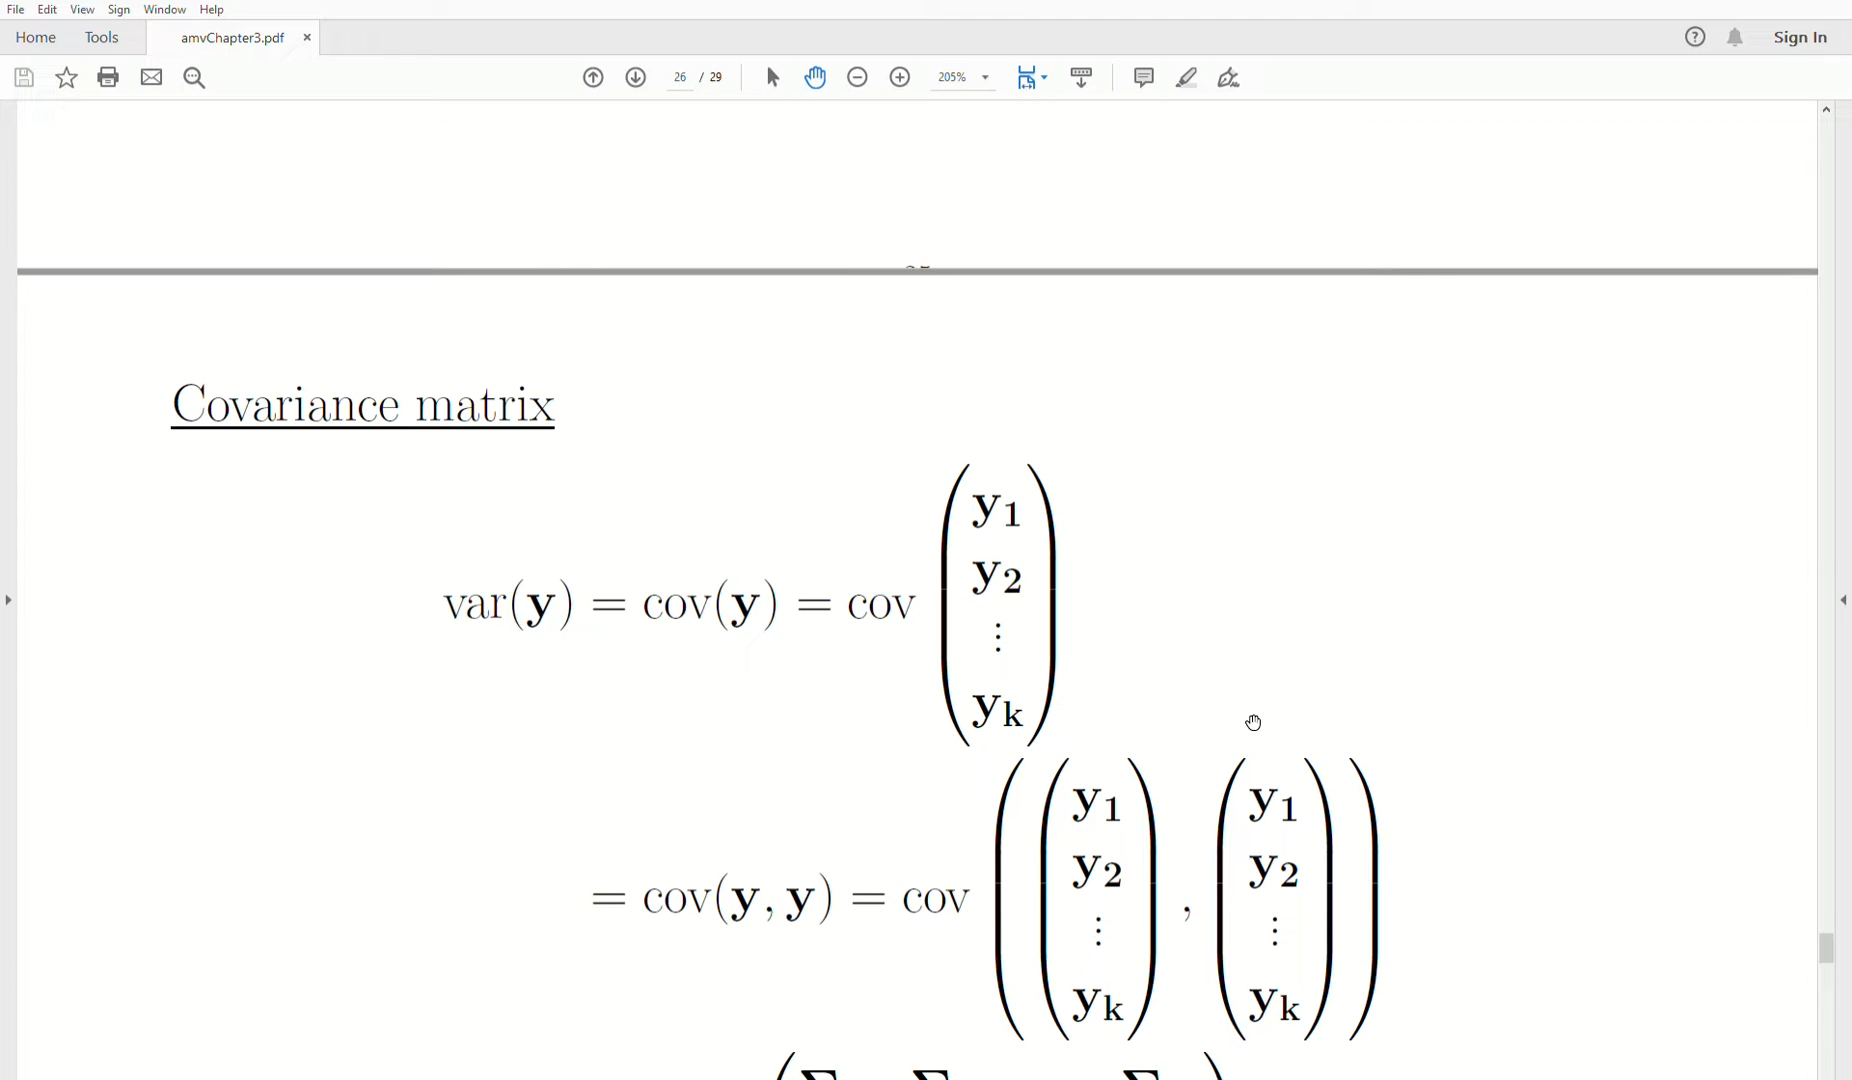 File Edit View Sign Window Help
Home Tools amvChapter3.pdf × Sign In
26 / 29 205%
Covariance matrix
var(y) = cov(y) = cov (y₁ y₂ ⋮ yₖ)
= cov(y, y) = cov ((y₁ y₂ ⋮ yₖ) , (y₁ y₂ ⋮ yₖ))